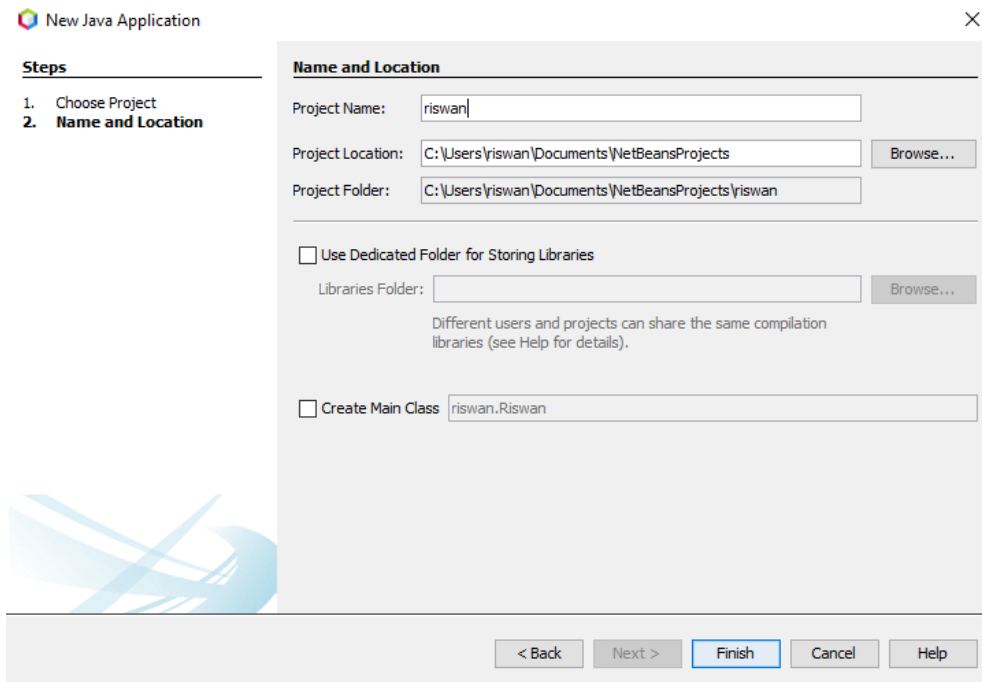 New Java Application
Steps
1. Choose Project
2. Name and Location
Name and Location
Project Name: riswan
Project Location: C:\Users\riswan\Documents\NetBeansProjects Browse...
Project Folder: C:\Users\riswan\Documents\NetBeansProjects\riswan
Use Dedicated Folder for Storing Libraries
Libraries Folder: Browse...
Different users and projects can share the same compilation
libraries (see Help for details).
Create Main Class riswan.Riswan
< Back Next > Finish Cancel Help